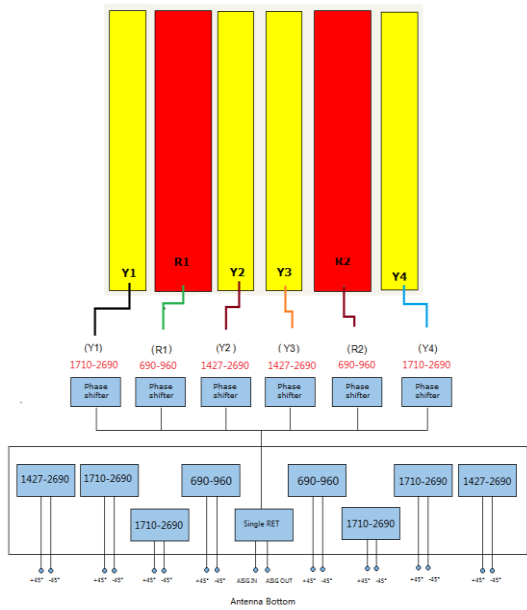 Y1
R1
Y2
Y3
R2
Y4
(Y1)
(R1)
(Y2)
(Y3)
(R2)
(Y4)
1710-2690
690-960
1427-2690
1427-2690
690-960
1710-2690
Phase
shifter
Phase
shifter
Phase
shifter
Phase
shifter
Phase
shifter
Phase
shifter
1427-2690
1710-2690
690-960
690-960
1710-2690
1427-2690
1710-2690
Single RET
1710-2690
+45° -45°
+45° -45°
+45° -45°
+45° -45°
AISG IN
AISG OUT
+45° -45°
+45° -45°
+45° -45°
+45° -45°
Antenna Bottom